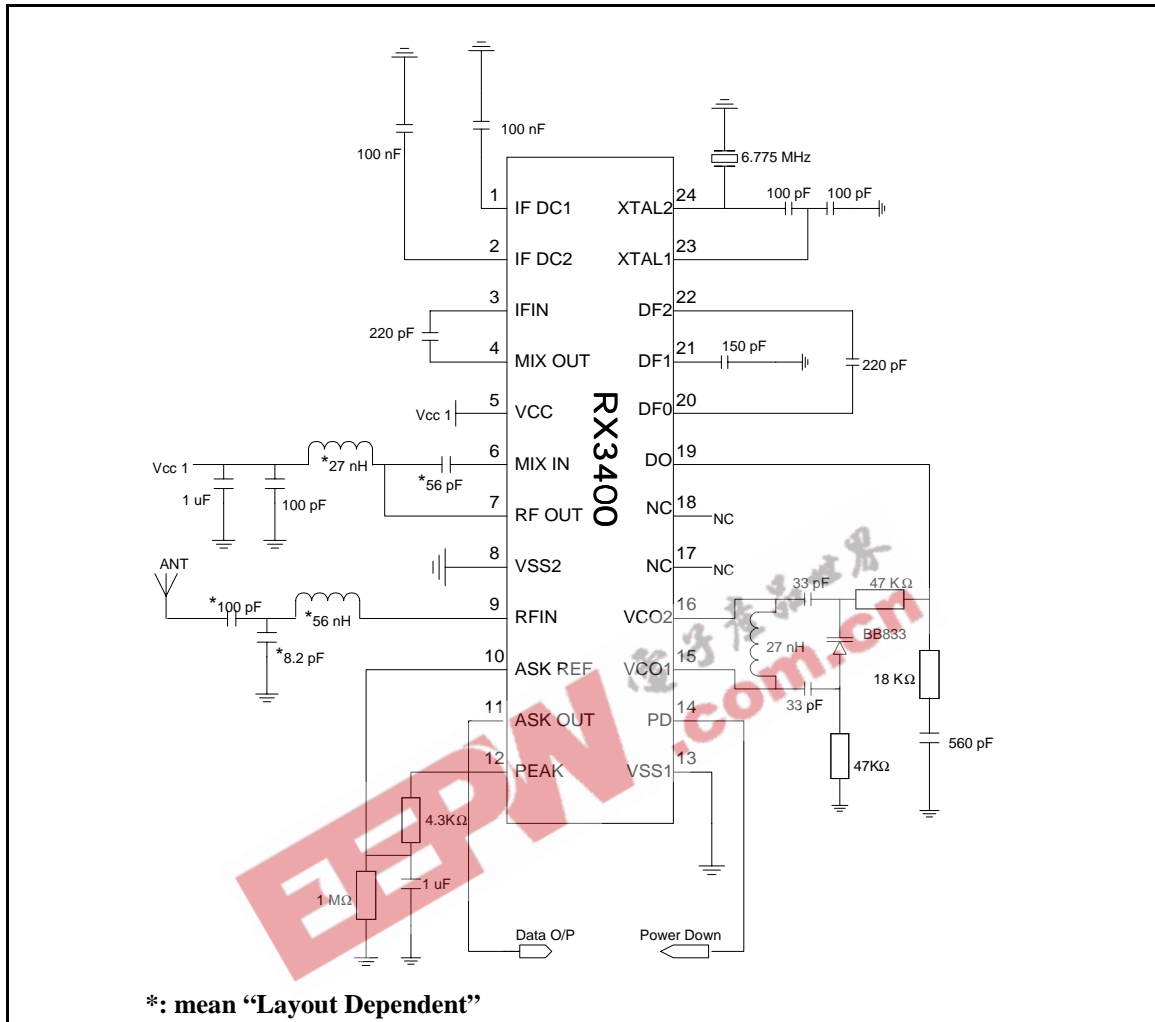 100 nF
100 nF
6.775 MHz
100 pF
100 pF
1
IF DC1
XTAL2
24
2
IF DC2
XTAL1
23
3
IFIN
DF2
22
220 pF
4
MIX OUT
DF1
21
150 pF
220 pF
Vcc 1
5
VCC
DF0
20
RX3400
Vcc 1
*27 nH
*56 pF
6
MIX IN
DO
19
1 uF
100 pF
7
RF OUT
NC
18
NC
ANT
8
VSS2
NC
17
NC
*100 pF
*56 nH
9
RFIN
VCO2
16
33 pF
47 KΩ
BB833
*8.2 pF
27 nH
10
ASK REF
VCO1
15
33 pF
18 KΩ
11
ASK OUT
PD
14
560 pF
12
PEAK
VSS1
13
47KΩ
4.3KΩ
1 MΩ
1 uF
Data O/P
Power Down
EEPW
.com.cn
電子產品世界
*: mean “Layout Dependent”